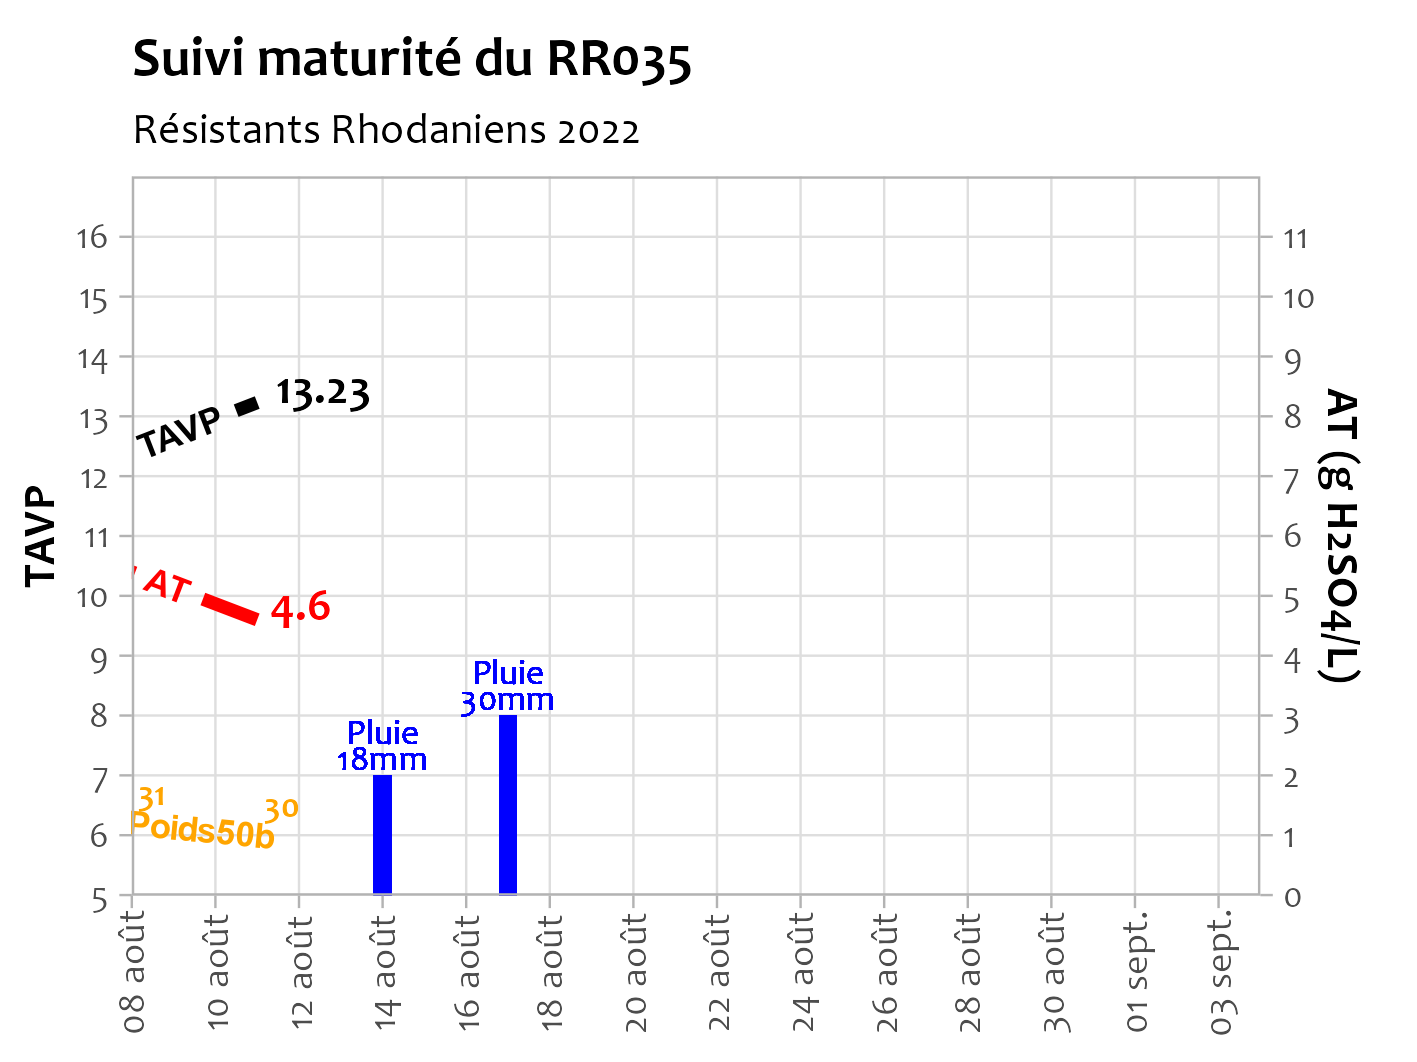 Suivi maturité du RR035
Résistants Rhodaniens 2022
TAVP
16
15
14
13
12
11
10
9
8
7
6
5
11
10
9
8
7
6
5
4
3
2
1
0
AT (g H2SO4/L)
TAVP
13.23
AT
4.6
Pluie
30mm
Pluie
18mm
31
30
Poids50b
08 août
10 août
12 août
14 août
16 août
18 août
20 août
22 août
24 août
26 août
28 août
30 août
01 sept.
03 sept.